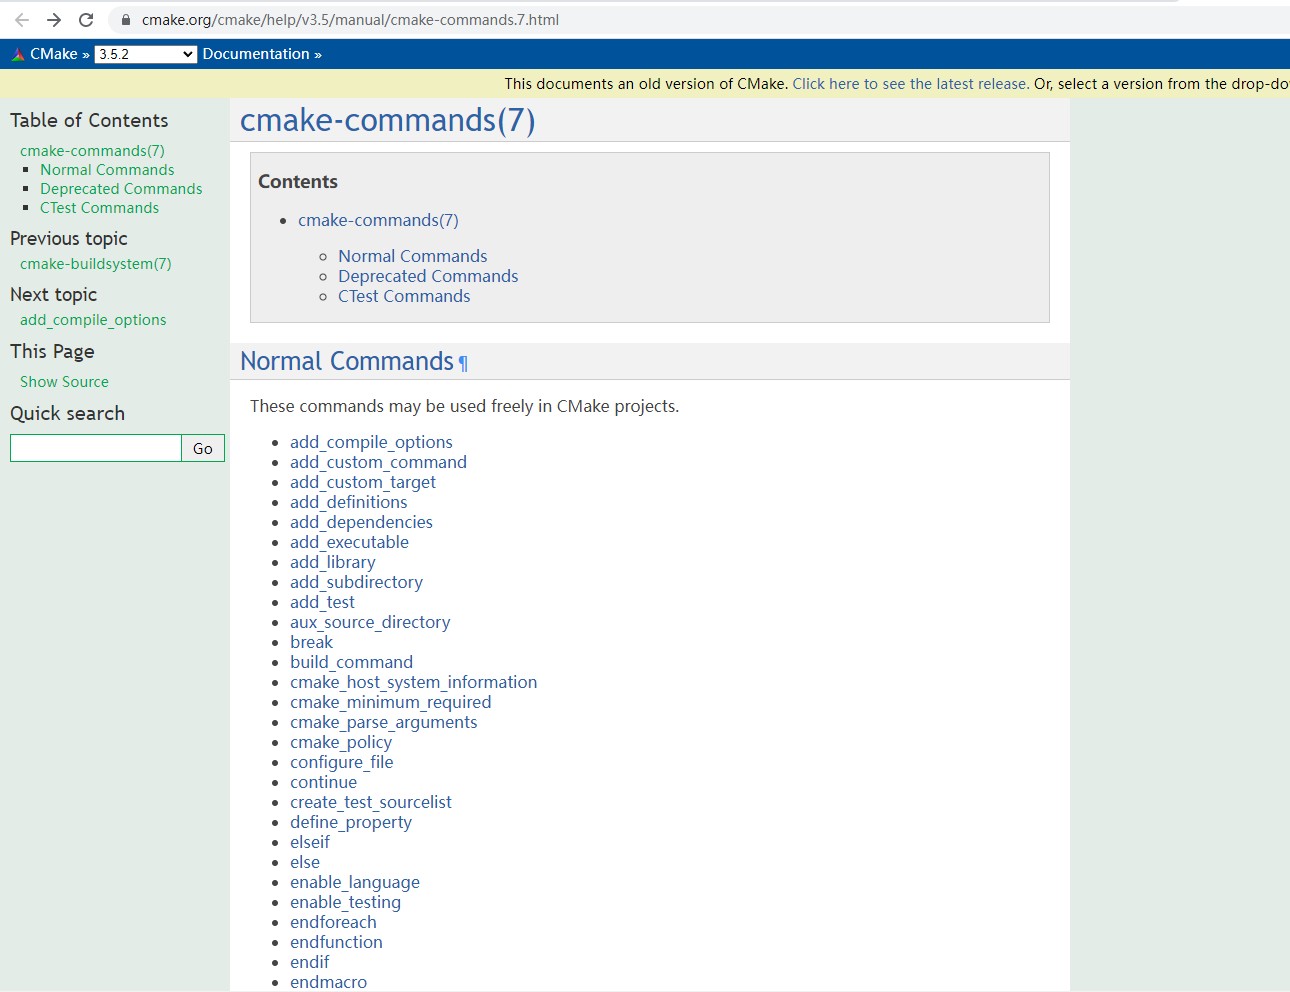 cmake.org/cmake/help/v3.5/manual/cmake-commands.7.html
CMake » 3.5.2 Documentation »
This documents an old version of CMake. Click here to see the latest release. Or, select a version from the drop-do
Table of Contents
cmake-commands(7)
Normal Commands
Deprecated Commands
CTest Commands
Previous topic
cmake-buildsystem(7)
Next topic
add_compile_options
This Page
Show Source
Quick search
Go
cmake-commands(7)
Contents
cmake-commands(7)
Normal Commands
Deprecated Commands
CTest Commands
Normal Commands ¶
These commands may be used freely in CMake projects.
add_compile_options
add_custom_command
add_custom_target
add_definitions
add_dependencies
add_executable
add_library
add_subdirectory
add_test
aux_source_directory
break
build_command
cmake_host_system_information
cmake_minimum_required
cmake_parse_arguments
cmake_policy
configure_file
continue
create_test_sourcelist
define_property
elseif
else
enable_language
enable_testing
endforeach
endfunction
endif
endmacro